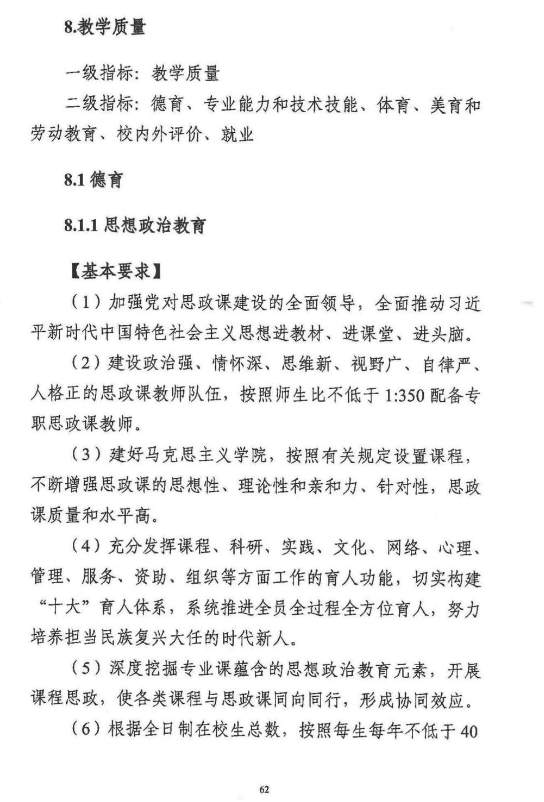 8.教学质量
一级指标：教学质量
二级指标：德育、专业能力和技术技能、体育、美育和
劳动教育、校内外评价、就业
8.1 德育
8.1.1 思想政治教育
【基本要求】
（1）加强党对思政课建设的全面领导，全面推动习近
平新时代中国特色社会主义思想进教材、进课堂、进头脑。
（2）建设政治强、情怀深、思维新、视野广、自律严、
人格正的思政课教师队伍，按照师生比不低于 1:350 配备专
职思政课教师。
（3）建好马克思主义学院，按照有关规定设置课程，
不断增强思政课的思想性、理论性和亲和力、针对性，思政
课质量和水平高。
（4）充分发挥课程、科研、实践、文化、网络、心理、
管理、服务、资助、组织等方面工作的育人功能，切实构建
“十大”育人体系，系统推进全员全过程全方位育人，努力
培养担当民族复兴大任的时代新人。
（5）深度挖掘专业课蕴含的思想政治教育元素，开展
课程思政，使各类课程与思政课同向同行，形成协同效应。
（6）根据全日制在校生总数，按照每生每年不低于 40
62